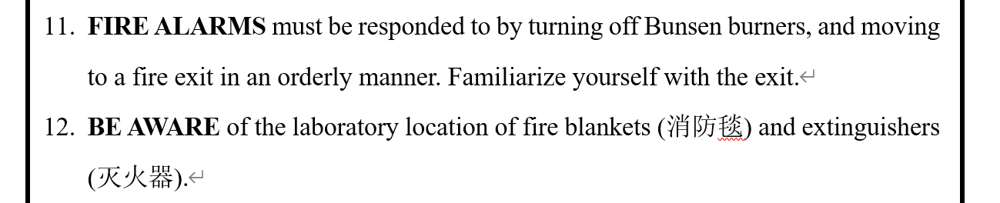 11. FIRE ALARMS must be responded to by turning off Bunsen burners, and moving
to a fire exit in an orderly manner. Familiarize yourself with the exit.↵
12. BE AWARE of the laboratory location of fire blankets (消防毯) and extinguishers
(灭火器).↵